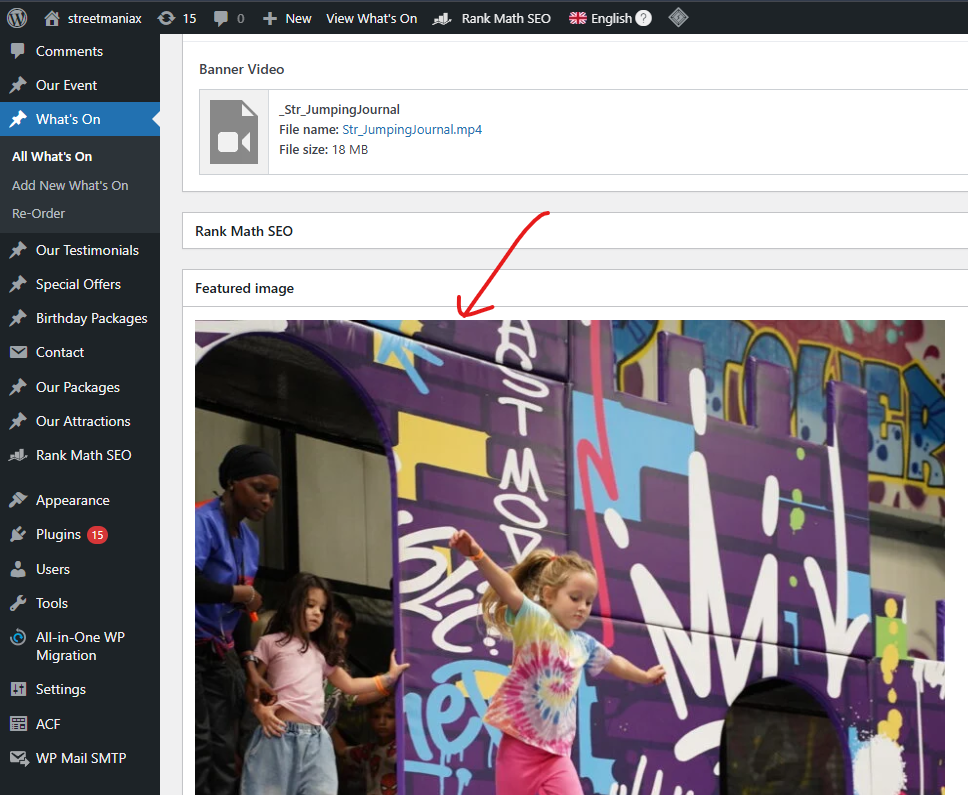 streetmaniax
15
0
New
View What's On
Rank Math SEO
English
?
Comments
Our Event
What's On
All What's On
Add New What's On
Re-Order
Our Testimonials
Special Offers
Birthday Packages
Contact
Our Packages
Our Attractions
Rank Math SEO
Appearance
Plugins 15
Users
Tools
All-in-One WP
Migration
Settings
ACF
WP Mail SMTP
Banner Video
_Str_JumpingJournal
File name: Str_JumpingJournal.mp4
File size: 18 MB
Rank Math SEO
Featured image